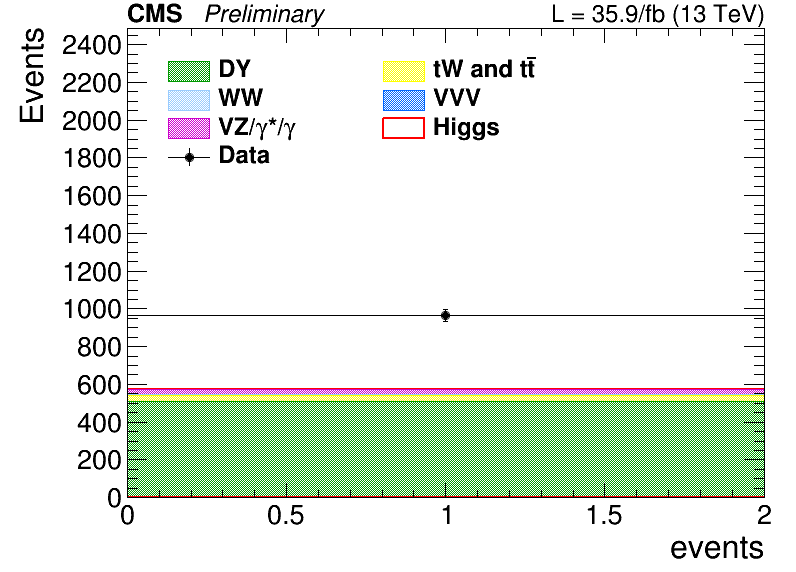 CMS Preliminary L = 35.9/fb (13 TeV)
Events
2400
2200
2000
1800
1600
1400
1200
1000
800
600
400
200
0
DY tW and tt̄
WW VVV
VZ/γ*/γ Higgs
Data
0 0.5 1 1.5 2
events